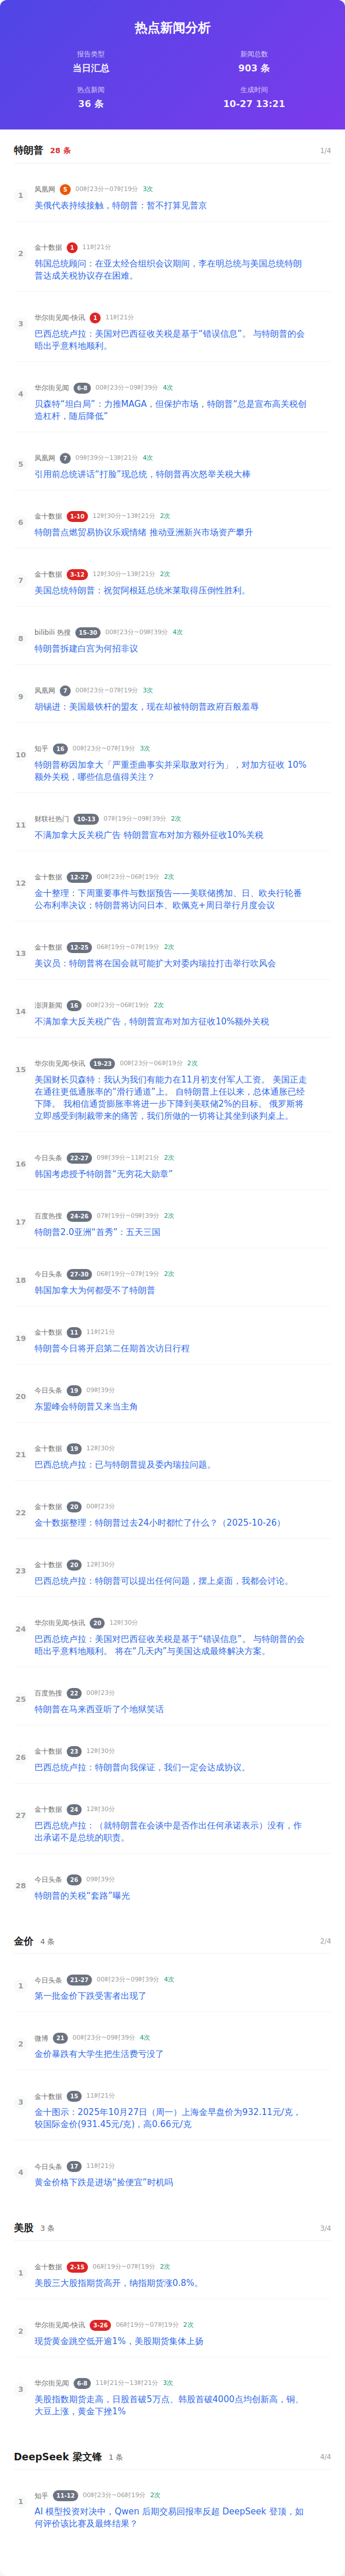 热点新闻分析
报告类型
新闻总数
当日汇总
903 条
热点新闻
生成时间
36 条
10-27 13:21
特朗普 28 条 1/4
1 凤凰网 5 00时23分~07时19分 3次
美俄代表持续接触，特朗普：暂不打算见普京
2 金十数据 1 11时21分
韩国总统顾问：在亚太经合组织会议期间，李在明总统与美国总统特朗
普达成关税协议存在困难。
3 华尔街见闻-快讯 1 11时21分
巴西总统卢拉：美国对巴西征收关税是基于“错误信息”。 与特朗普的会
晤出乎意料地顺利。
4 华尔街见闻 6-8 00时23分~09时39分 4次
贝森特“坦白局”：力推MAGA，但保护市场，特朗普“总是宣布高关税创
造杠杆，随后降低”
5 凤凰网 7 09时39分~13时21分 4次
引用前总统讲话“打脸”现总统，特朗普再次怒举关税大棒
6 金十数据 1-10 12时30分~13时21分 2次
特朗普点燃贸易协议乐观情绪 推动亚洲新兴市场资产攀升
7 金十数据 3-12 12时30分~13时21分 2次
美国总统特朗普：祝贺阿根廷总统米莱取得压倒性胜利。
8 bilibili 热搜 15-30 00时23分~09时39分 4次
特朗普拆建白宫为何招非议
9 凤凰网 7 00时23分~07时19分 3次
胡锡进：美国最铁杆的盟友，现在却被特朗普政府百般羞辱
10 知乎 16 00时23分~07时19分 3次
特朗普称因加拿大「严重歪曲事实并采取敌对行为」，对加方征收 10%
额外关税，哪些信息值得关注？
11 财联社热门 10-13 07时19分~09时39分 2次
不满加拿大反关税广告 特朗普宣布对加方额外征收10%关税
12 金十数据 12-27 00时23分~06时19分 2次
金十整理：下周重要事件与数据预告——美联储携加、日、欧央行轮番
公布利率决议；特朗普将访问日本、欧佩克+周日举行月度会议
13 金十数据 12-25 06时19分~07时19分 2次
美议员：特朗普将在国会就可能扩大对委内瑞拉打击举行吹风会
14 澎湃新闻 16 00时23分~06时19分 2次
不满加拿大反关税广告，特朗普宣布对加方征收10%额外关税
15 华尔街见闻-快讯 19-23 00时23分~06时19分 2次
美国财长贝森特：我认为我们有能力在11月初支付军人工资。 美国正走
在通往更低通胀率的“滑行通道”上。 自特朗普上任以来，总体通胀已经
下降。 我相信通货膨胀率将进一步下降到美联储2%的目标。 俄罗斯将
立即感受到制裁带来的痛苦，我们所做的一切将让其坐到谈判桌上。
16 今日头条 22-27 09时39分~11时21分 2次
韩国考虑授予特朗普“无穷花大勋章”
17 百度热搜 24-26 07时19分~09时39分 2次
特朗普2.0亚洲“首秀”：五天三国
18 今日头条 27-30 06时19分~07时19分 2次
韩国加拿大为何都受不了特朗普
19 金十数据 11 11时21分
特朗普今日将开启第二任期首次访日行程
20 今日头条 19 09时39分
东盟峰会特朗普又来当主角
21 金十数据 19 12时30分
巴西总统卢拉：已与特朗普提及委内瑞拉问题。
22 金十数据 20 00时23分
金十数据整理：特朗普过去24小时都忙了什么？（2025-10-26）
23 金十数据 20 12时30分
巴西总统卢拉：特朗普可以提出任何问题，摆上桌面，我都会讨论。
24 华尔街见闻-快讯 20 12时30分
巴西总统卢拉：美国对巴西征收关税是基于“错误信息”。 与特朗普的会
晤出乎意料地顺利。 将在“几天内”与美国达成最终解决方案。
25 百度热搜 22 00时23分
特朗普在马来西亚听了个地狱笑话
26 金十数据 23 12时30分
巴西总统卢拉：特朗普向我保证，我们一定会达成协议。
27 金十数据 24 12时30分
巴西总统卢拉：（就特朗普在会谈中是否作出任何承诺表示）没有，作
出承诺不是总统的职责。
28 今日头条 26 09时39分
特朗普的关税“套路”曝光
金价 4 条 2/4
1 今日头条 21-27 00时23分~09时39分 4次
第一批金价下跌受害者出现了
2 微博 21 00时23分~09时39分 4次
金价暴跌有大学生把生活费亏没了
3 金十数据 15 11时21分
金十图示：2025年10月27日（周一）上海金早盘价为932.11元/克，
较国际金价(931.45元/克)，高0.66元/克
4 今日头条 17 11时21分
黄金价格下跌是进场“捡便宜”时机吗
美股 3 条 3/4
1 金十数据 2-15 06时19分~07时19分 2次
美股三大股指期货高开，纳指期货涨0.8%。
2 华尔街见闻-快讯 3-26 06时19分~07时19分 2次
现货黄金跳空低开逾1%，美股期货集体上扬
3 华尔街见闻 6-8 11时21分~13时21分 3次
美股指数期货走高，日股首破5万点、韩股首破4000点均创新高，铜、
大豆上涨，黄金下挫1%
DeepSeek 梁文锋 1 条 4/4
1 知乎 11-12 00时23分~06时19分 2次
AI 模型投资对决中，Qwen 后期交易回报率反超 DeepSeek 登顶，如
何评价该比赛及最终结果？